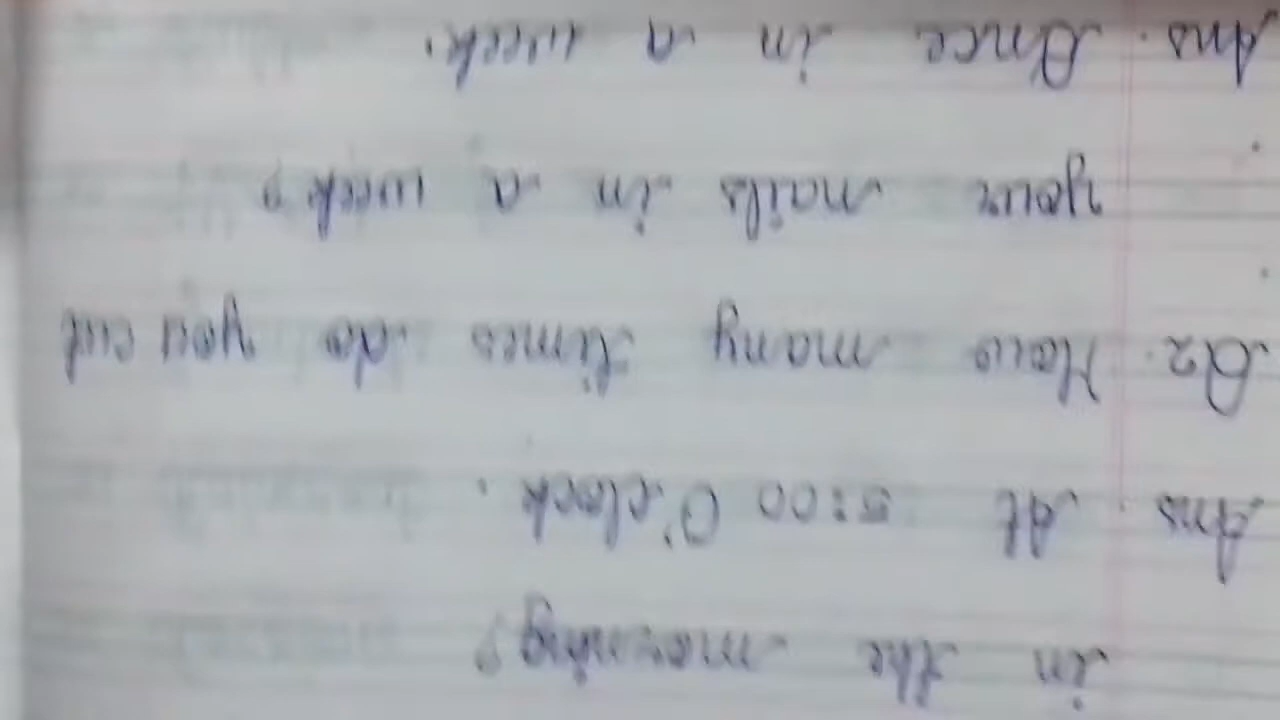 in the morning?
Ans. At 5:00 O'clock.
Q2. How many times do you cut
your nails in a week?
Ans. Once in a week.